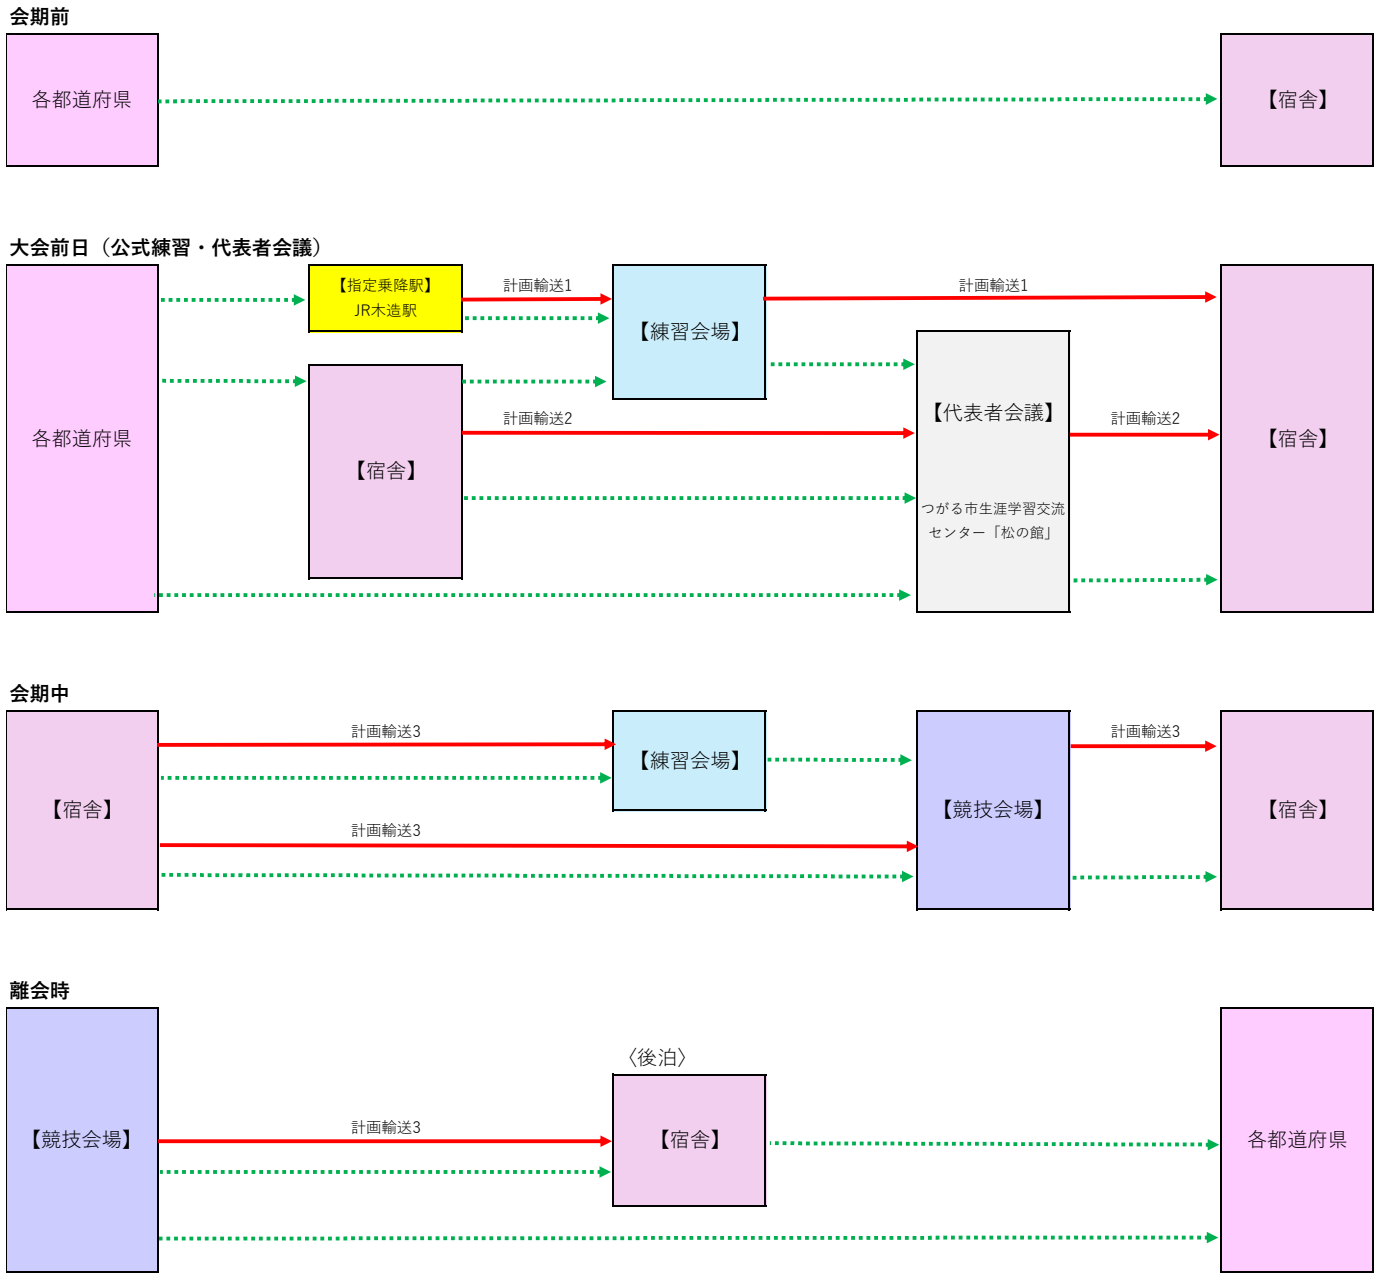 会期前
各都道府県
【宿舎】
大会前日（公式練習・代表者会議）
各都道府県
【指定乗降駅】
JR木造駅
計画輸送1
【練習会場】
計画輸送1
【宿舎】
計画輸送2
【代表者会議】
つがる市生涯学習交流
センター「松の館」
計画輸送2
【宿舎】
会期中
【宿舎】
計画輸送3
計画輸送3
【練習会場】
【競技会場】
計画輸送3
【宿舎】
離会時
【競技会場】
計画輸送3
〈後泊〉
【宿舎】
各都道府県